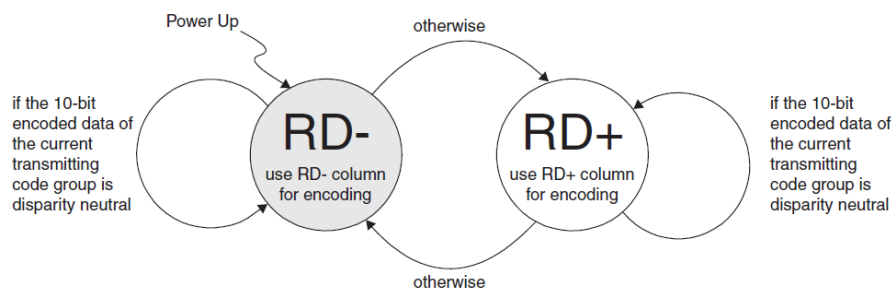 Power Up
otherwise
if the 10-bit
encoded data of
the current
transmitting
code group is
disparity neutral
RD-
use RD- column
for encoding
RD+
use RD+ column
for encoding
if the 10-bit
encoded data of
the current
transmitting
code group is
disparity neutral
otherwise